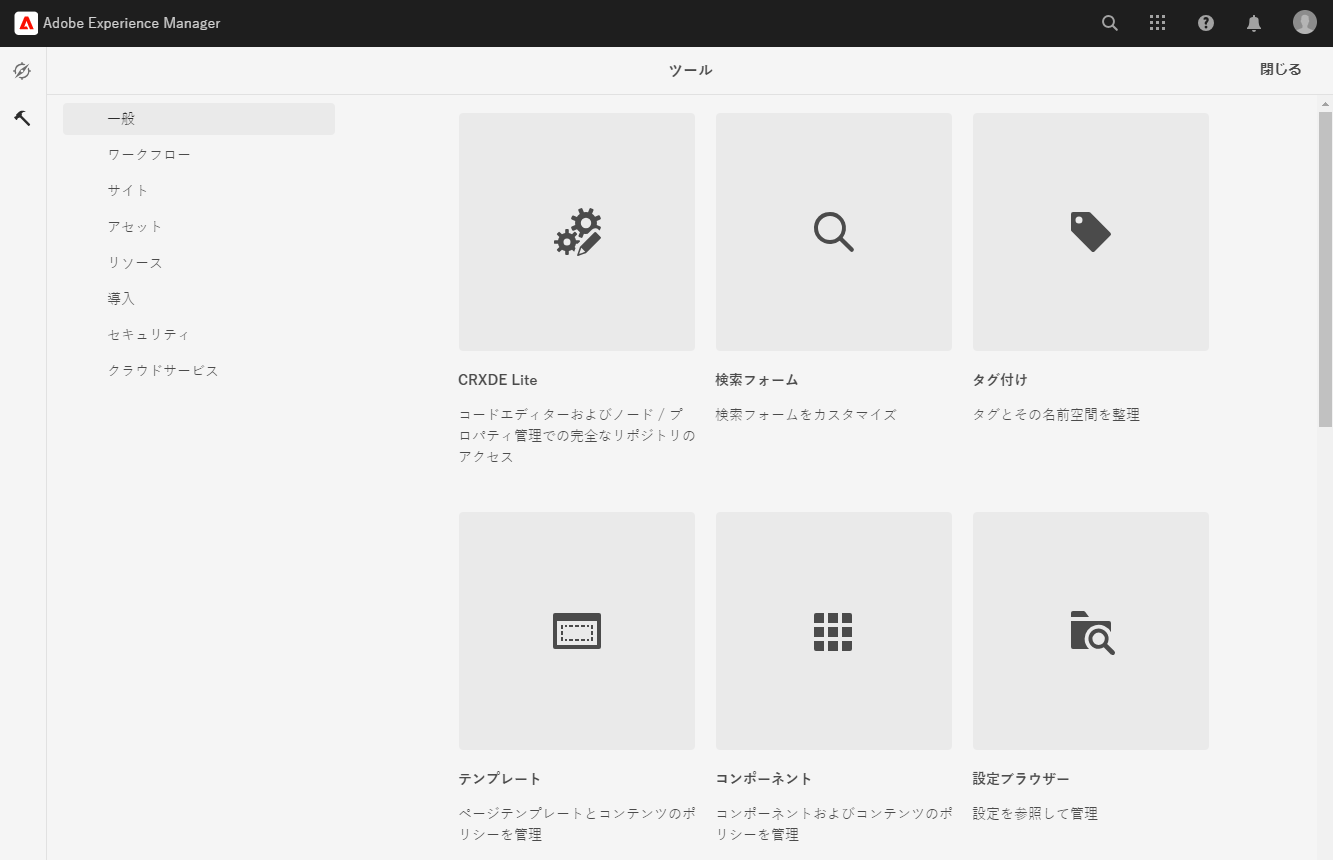 Adobe Experience Manager
ツール
閉じる
一般
ワークフロー
サイト
アセット
リソース
導入
セキュリティ
クラウドサービス
CRXDE Lite
コードエディターおよびノード / プ
ロパティ管理での完全なリポジトリの
アクセス
検索フォーム
検索フォームをカスタマイズ
タグ付け
タグとその名前空間を整理
テンプレート
ページテンプレートとコンテンツのポ
リシーを管理
コンポーネント
コンポーネントおよびコンテンツのポ
リシーを管理
設定ブラウザー
設定を参照して管理